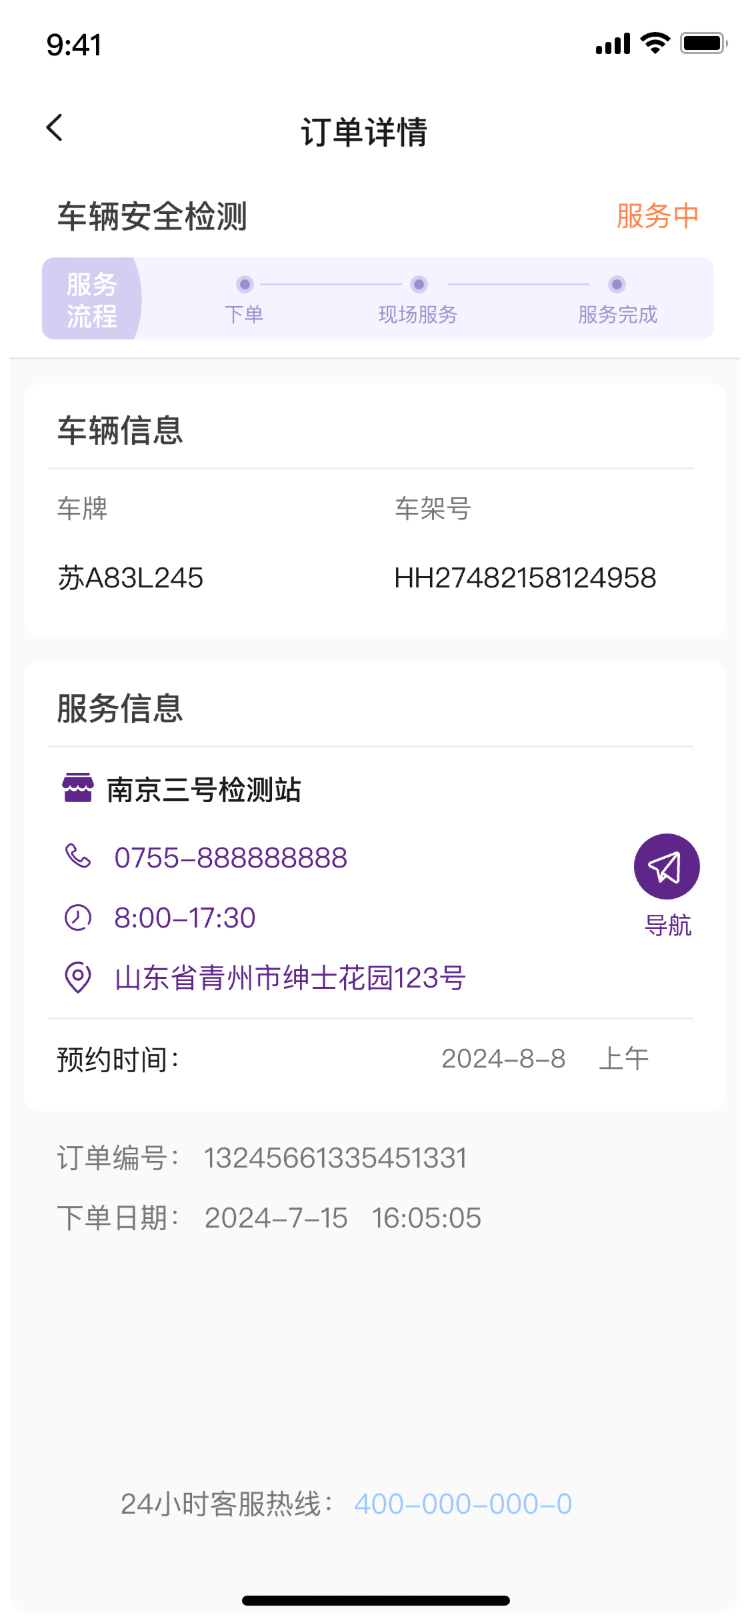 9:41
订单详情
车辆安全检测 服务中
服务
流程
下单 现场服务 服务完成
车辆信息
车牌 车架号
苏A83L245 HH27482158124958
服务信息
南京三号检测站
0755-888888888
8:00-17:30
导航
山东省青州市绅士花园123号
预约时间： 2024-8-8 上午
订单编号： 13245661335451331
下单日期： 2024-7-15 16:05:05
24小时客服热线： 400-000-000-0